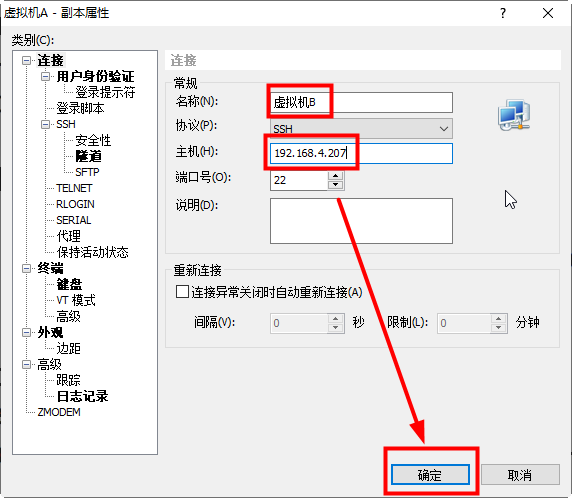 虚拟机A - 副本属性
类别(C):
连接
用户身份验证
登录提示符
登录脚本
SSH
安全性
隧道
SFTP
TELNET
RLOGIN
SERIAL
代理
保持活动状态
终端
键盘
VT 模式
高级
外观
边距
高级
跟踪
日志记录
ZMODEM
连接
常规
名称(N): 虚拟机B
协议(P): SSH
主机(H): 192.168.4.207
端口号(O): 22
说明(D):
重新连接
连接异常关闭时自动重新连接(A)
间隔(V): 0 秒 限制(L): 0 分钟
确定 取消